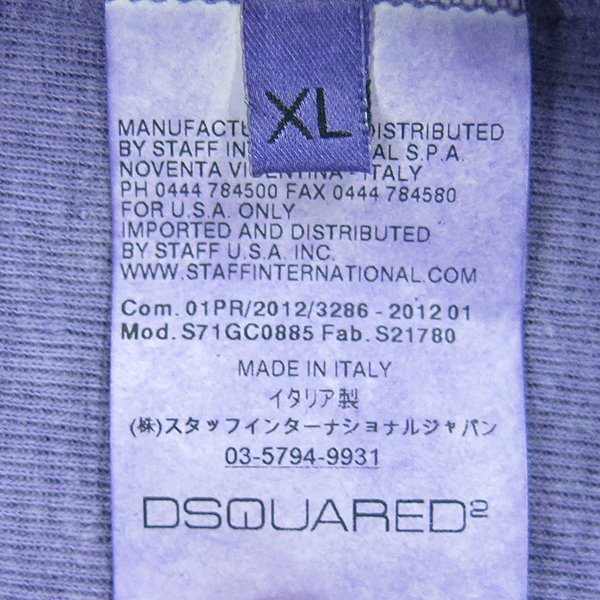 XL
MANUFACTU DISTRIBUTED
BY STAFF IN AL S.P.A.
NOVENTA VI ITALY
PH 0444 784500 FAX 0444 784580
FOR U.S.A. ONLY
IMPORTED AND DISTRIBUTED
BY STAFF U.S.A. INC.
WWW.STAFFINTERNATIONAL.COM
Com. 01PR/2012/3286 - 2012 01
Mod. S71GC0885 Fab. S21780
MADE IN ITALY
イタリア製
(株)スタッフインターナショナルジャパン
03-5794-9931
DSQUARED2